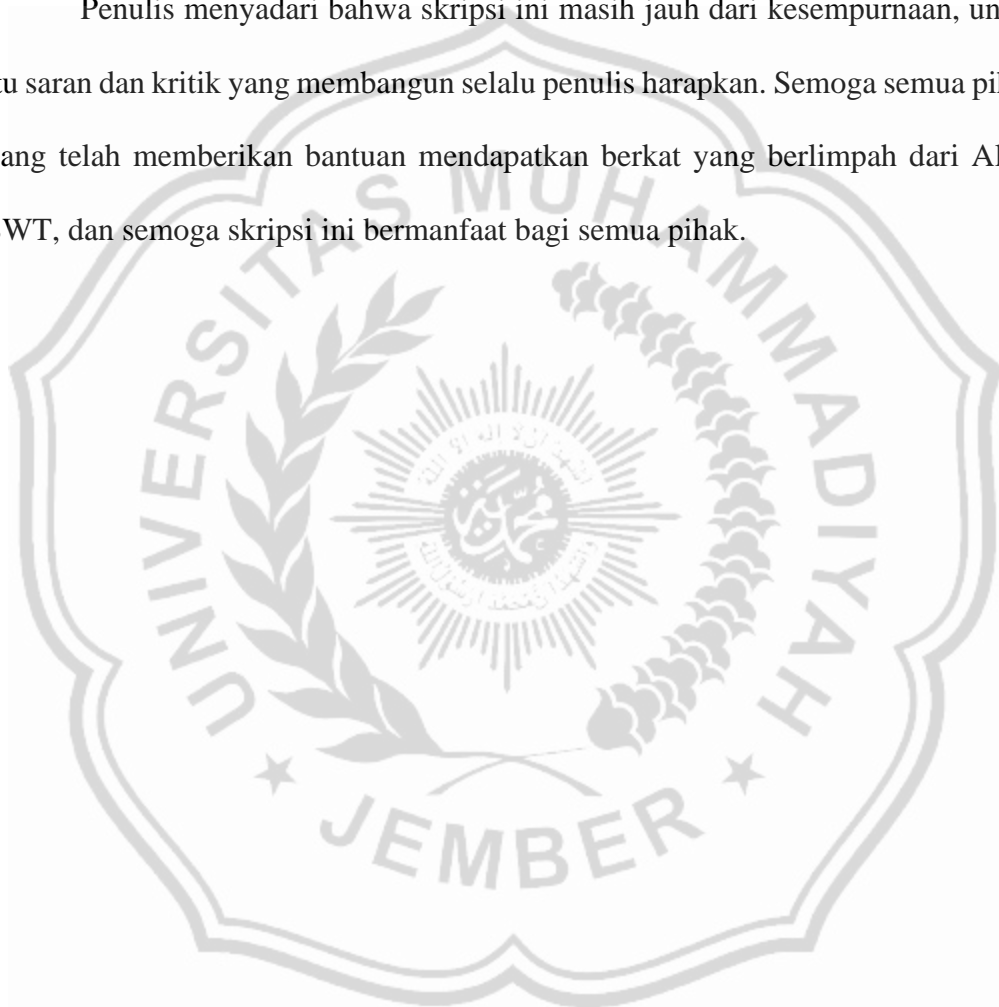 Penulis menyadari bahwa skripsi ini masih jauh dari kesempurnaan, un
tu saran dan kritik yang membangun selalu penulis harapkan. Semoga semua pil
ang telah memberikan bantuan mendapatkan berkat yang berlimpah dari Al
WT, dan semoga skripsi ini bermanfaat bagi semua pihak.
UNIVERSITAS MUHAMMADIYAH
JEMBER